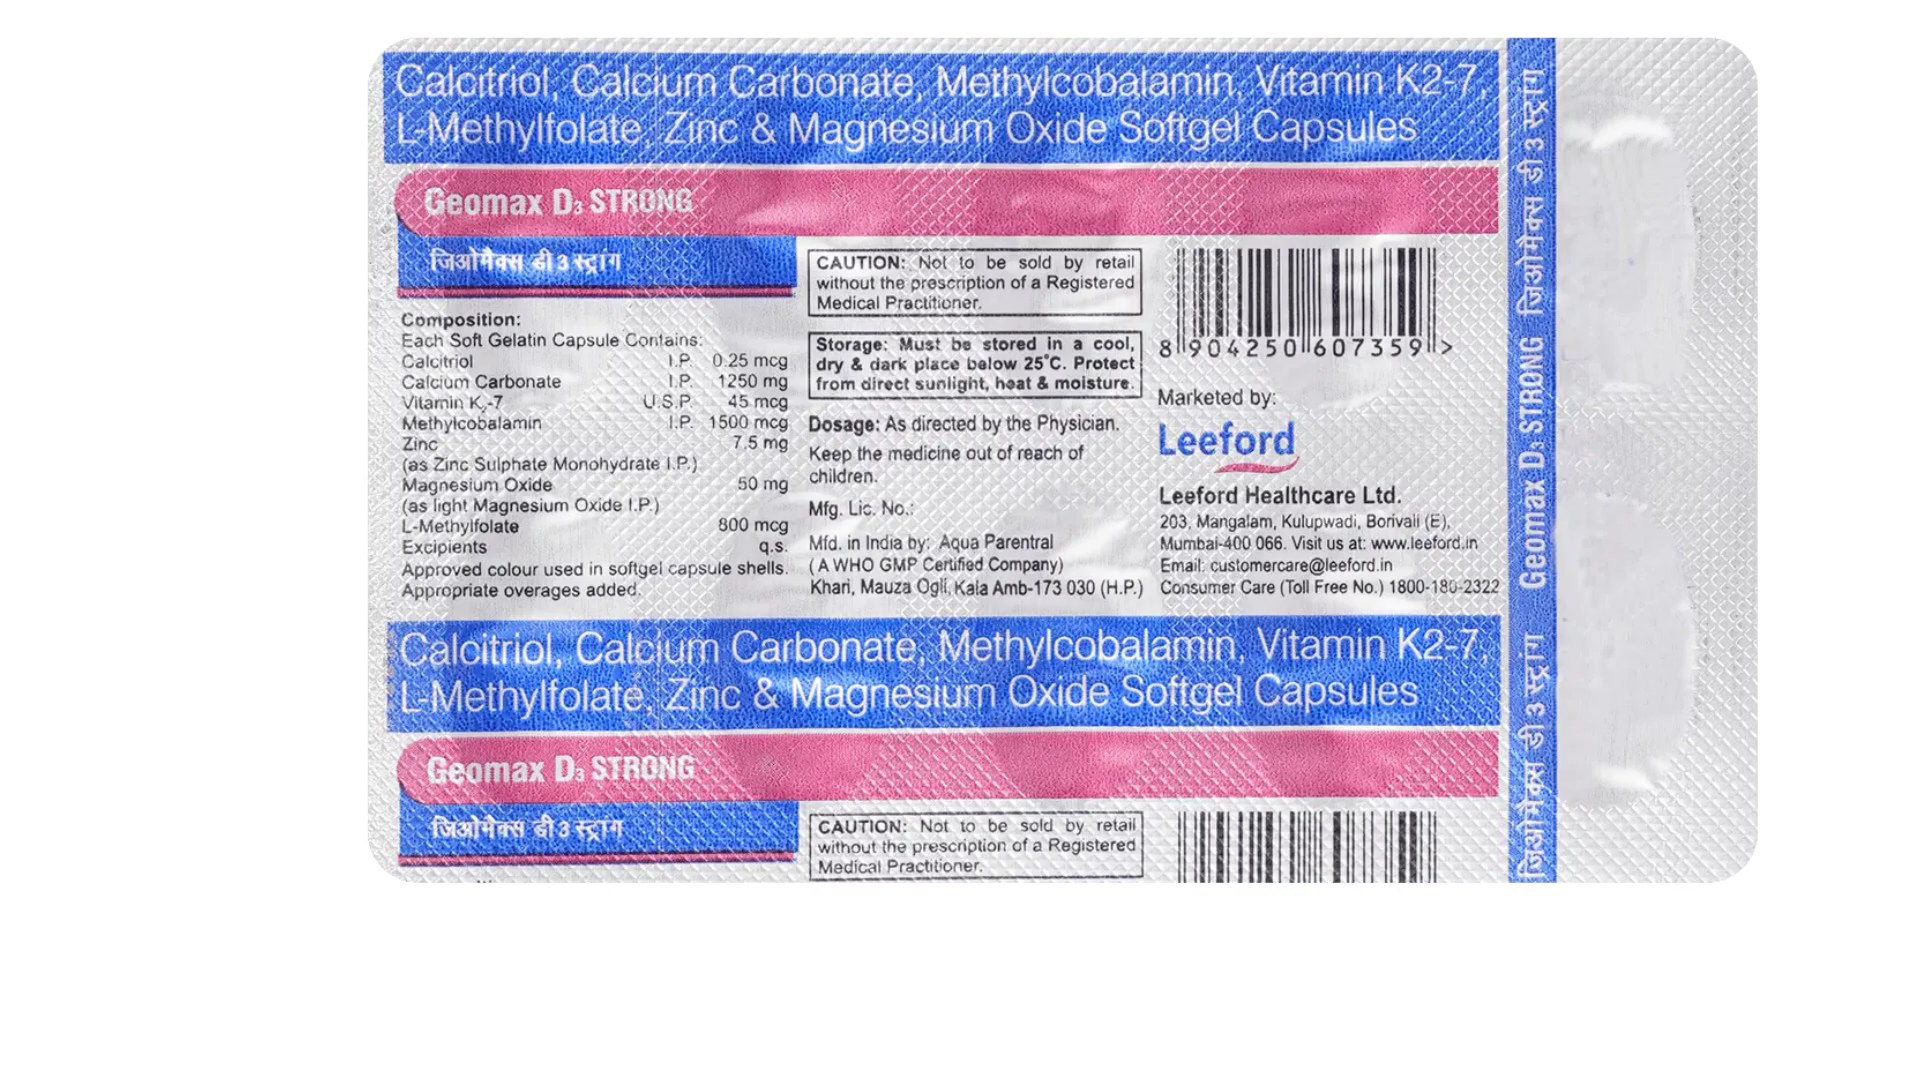 Calcitriol, Calcium Carbonate, Methylcobalamin, Vitamin K2-7,
L-Methylfolate, Zinc & Magnesium Oxide Softgel Capsules
Geomax D₃ STRONG
जिओमैक्स डी 3 स्ट्रांग
Composition:
Each Soft Gelatin Capsule Contains:
Calcitriol I.P. 0.25 mcg
Calcium Carbonate I.P. 1250 mg
Vitamin K₂-7 U.S.P. 45 mcg
Methylcobalamin I.P. 1500 mcg
Zinc 7.5 mg
(as Zinc Sulphate Monohydrate I.P.)
Magnesium Oxide 50 mg
(as light Magnesium Oxide I.P.)
L-Methylfolate 800 mcg
Excipients q.s.
Approved colour used in softgel capsule shells.
Appropriate overages added.
CAUTION: Not to be sold by retail
without the prescription of a Registered
Medical Practitioner.
Storage: Must be stored in a cool,
dry & dark place below 25°C. Protect
from direct sunlight, heat & moisture.
Dosage: As directed by the Physician.
Keep the medicine out of reach of
children.
Mfg. Lic. No.:
Mfd. in India by: Aqua Parentral
( A WHO GMP Certified Company)
Khari, Mauza Ogli, Kala Amb-173 030 (H.P.)
8 904250 607359 >
Marketed by:
Leeford
Leeford Healthcare Ltd.
203, Mangalam, Kulupwadi, Borivali (E),
Mumbai-400 066. Visit us at: www.leeford.in
Email: customercare@leeford.in
Consumer Care (Toll Free No.) 1800-180-2322
Calcitriol, Calcium Carbonate, Methylcobalamin, Vitamin K2-7,
L-Methylfolate, Zinc & Magnesium Oxide Softgel Capsules
Geomax D₃ STRONG
जिओमैक्स डी 3 स्ट्रांग
CAUTION: Not to be sold by retail
without the prescription of a Registered
Medical Practitioner.
जिओमैक्स डी 3 स्ट्रांग Geomax D₃ STRONG जिओमैक्स डी 3 स्ट्रांग